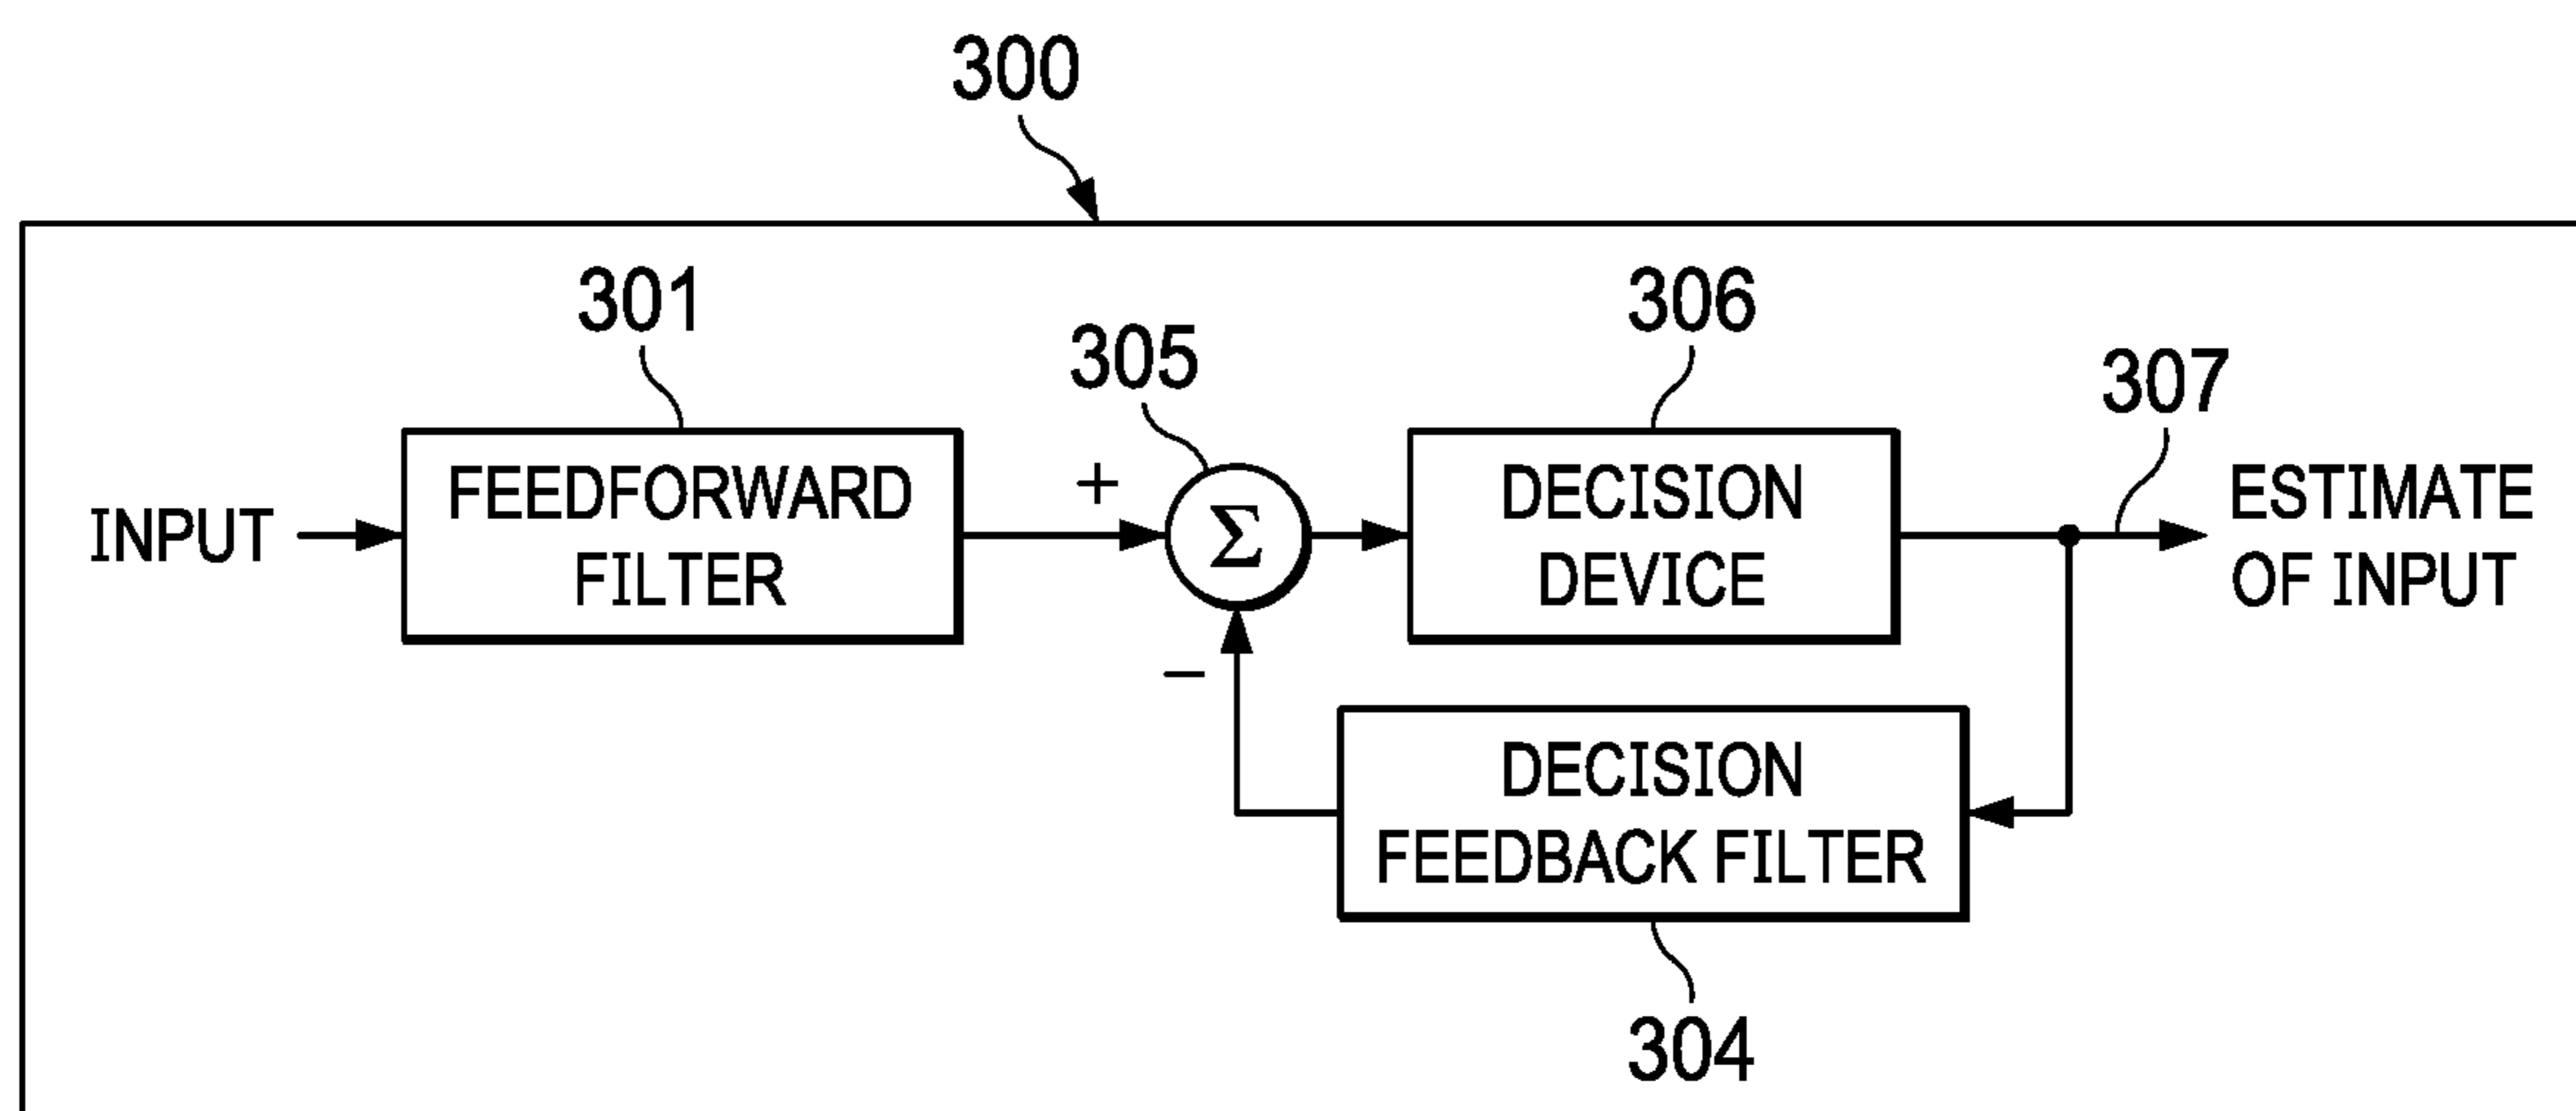 300
301
305
306
307
INPUT
FEEDFORWARD
FILTER
+
Σ
DECISION
DEVICE
ESTIMATE
OF INPUT
−
DECISION
FEEDBACK FILTER
304